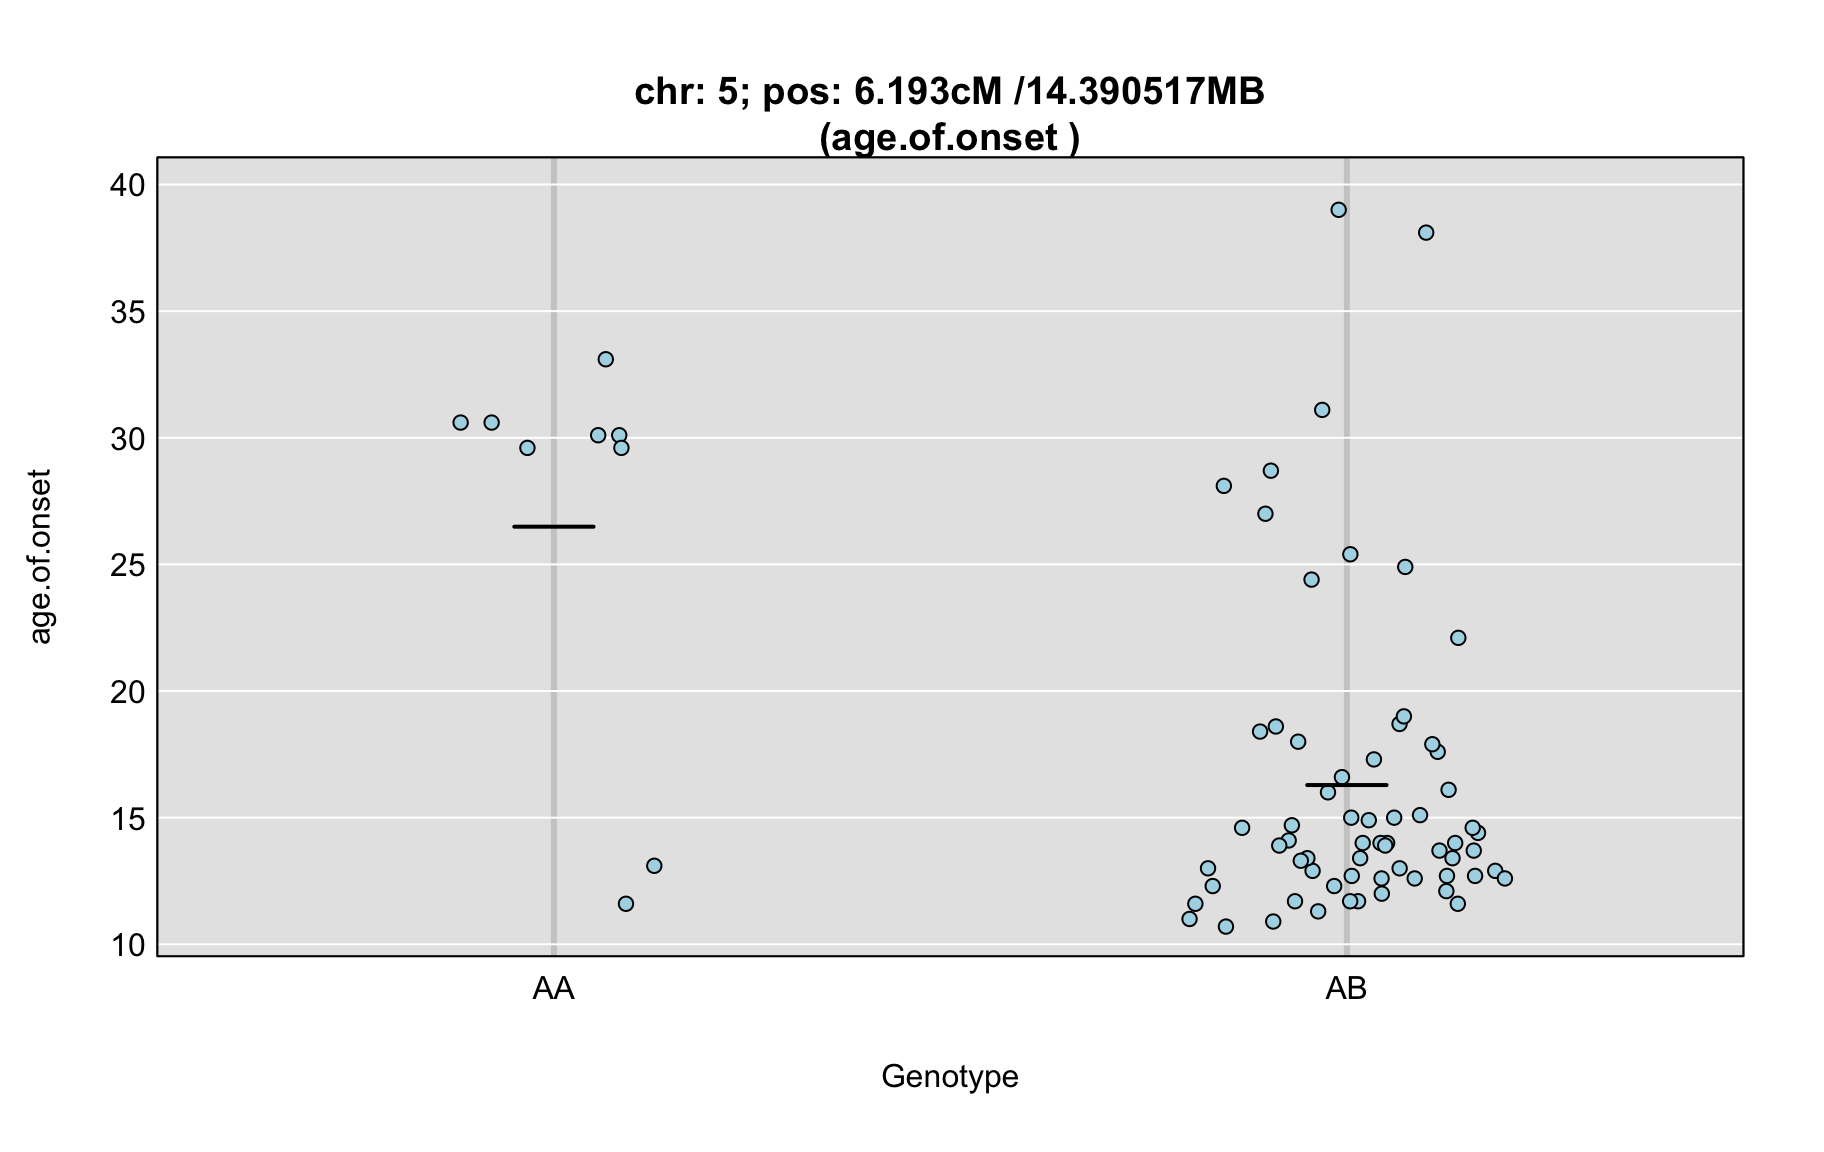 chr: 5; pos: 6.193cM /14.390517MB
(age.of.onset )
40
35
30
25
20
15
10
age.of.onset
AA
AB
Genotype